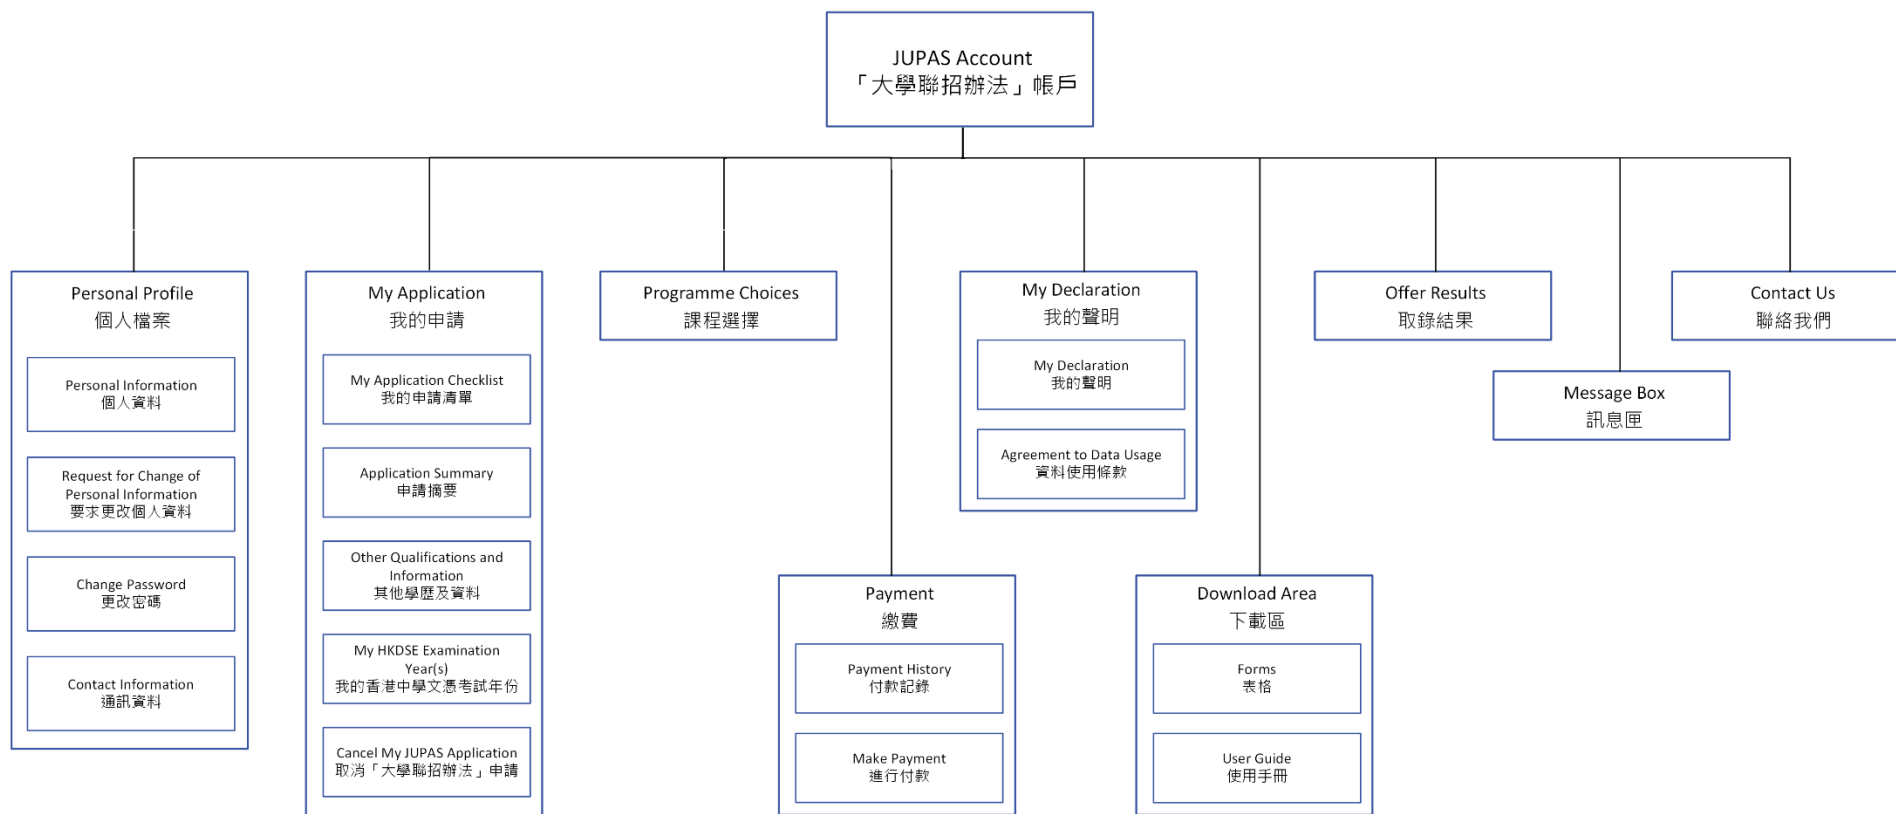 JUPAS Account
「大學聯招辦法」帳戶
Personal Profile
個人檔案
Personal Information
個人資料
Request for Change of
Personal Information
要求更改個人資料
Change Password
更改密碼
Contact Information
通訊資料
My Application
我的申請
My Application Checklist
我的申請清單
Application Summary
申請摘要
Other Qualifications and
Information
其他學歷及資料
My HKDSE Examination
Year(s)
我的香港中學文憑考試年份
Cancel My JUPAS Application
取消「大學聯招辦法」申請
Programme Choices
課程選擇
Payment
繳費
Payment History
付款記錄
Make Payment
進行付款
My Declaration
我的聲明
My Declaration
我的聲明
Agreement to Data Usage
資料使用條款
Download Area
下載區
Forms
表格
User Guide
使用手冊
Offer Results
取錄結果
Message Box
訊息匣
Contact Us
聯絡我們